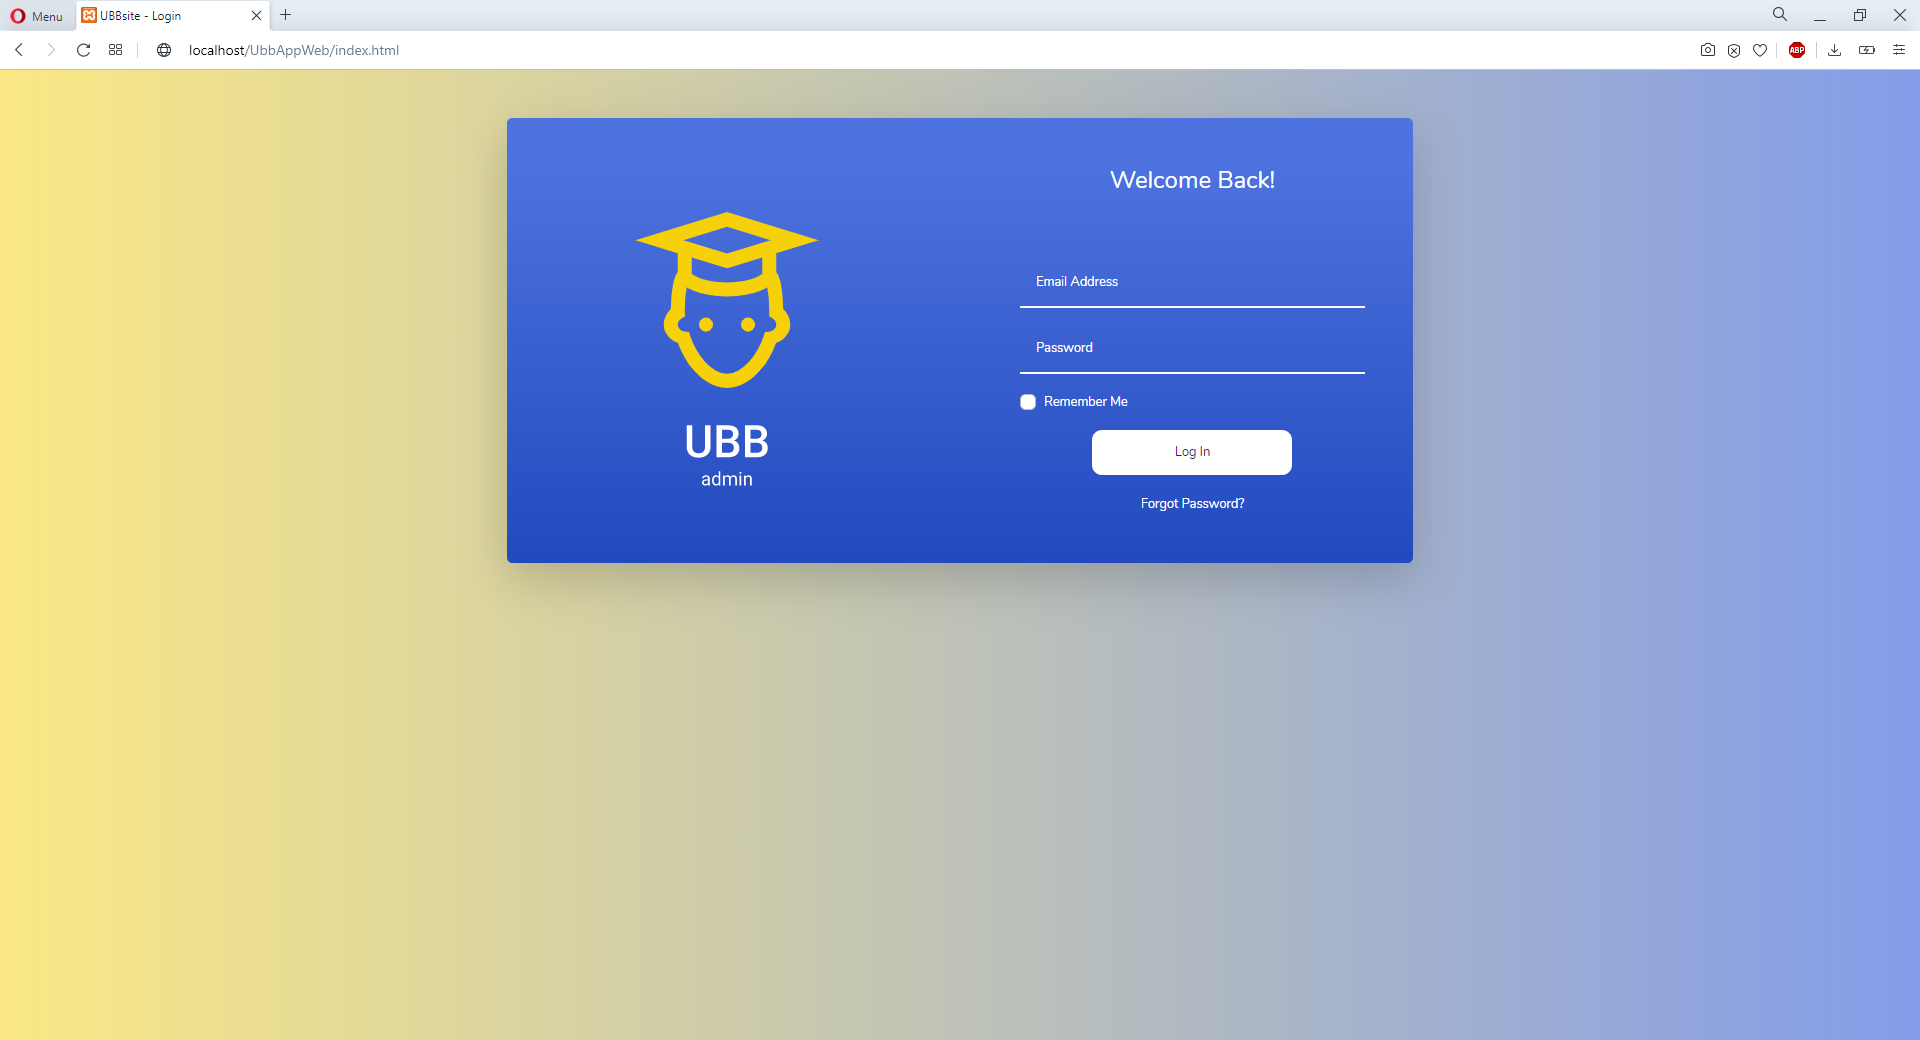 Menu
UBBsite - Login
localhost/UbbAppWeb/index.html
ABP
Welcome Back!
Email Address
Password
Remember Me
Log In
Forgot Password?
UBB
admin